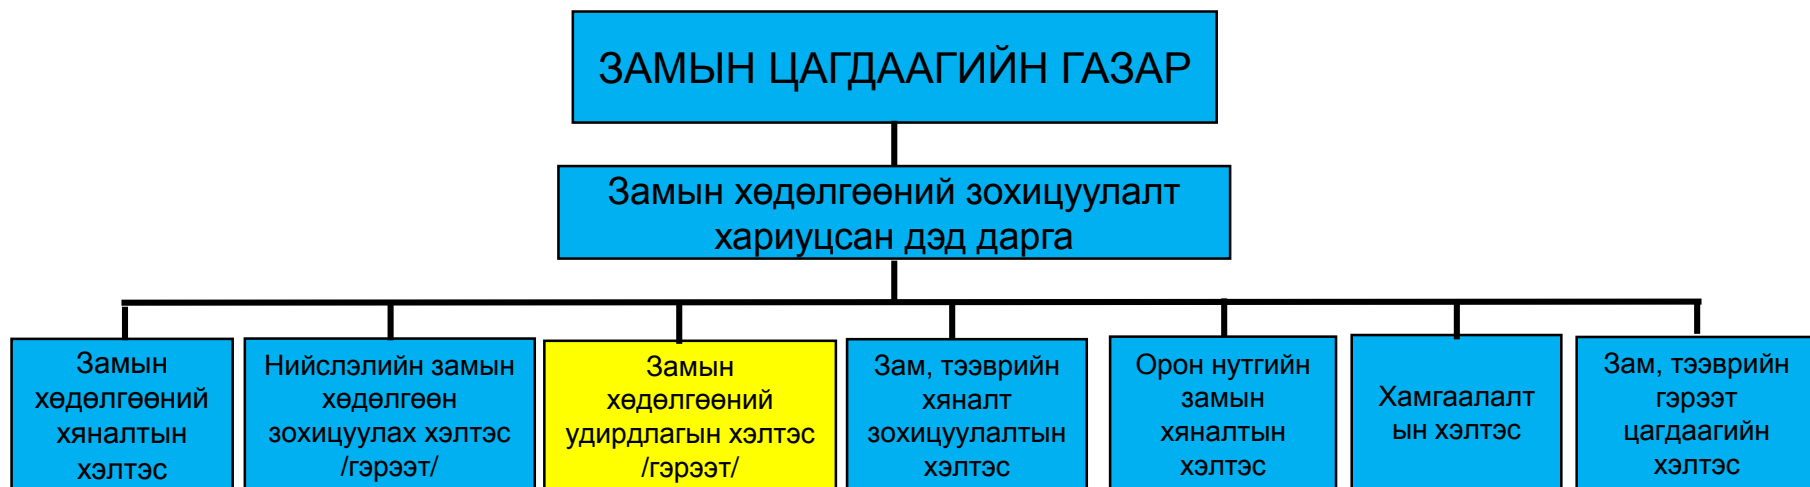 ЗАМЫН ЦАГДААГИЙН ГАЗАР
Замын хөдөлгөөний зохицуулалт
хариуцсан дэд дарга
Замын
хөдөлгөөний
хяналтын
хэлтэс
Нийслэлийн замын
хөдөлгөөн
зохицуулах хэлтэс
/гэрээт/
Замын
хөдөлгөөний
удирдлагын хэлтэс
/гэрээт/
Зам, тээврийн
хяналт
зохицуулалтын
хэлтэс
Орон нутгийн
замын
хяналтын
хэлтэс
Хамгаалалт
ын хэлтэс
Зам, тээврийн
гэрээт
цагдаагийн
хэлтэс